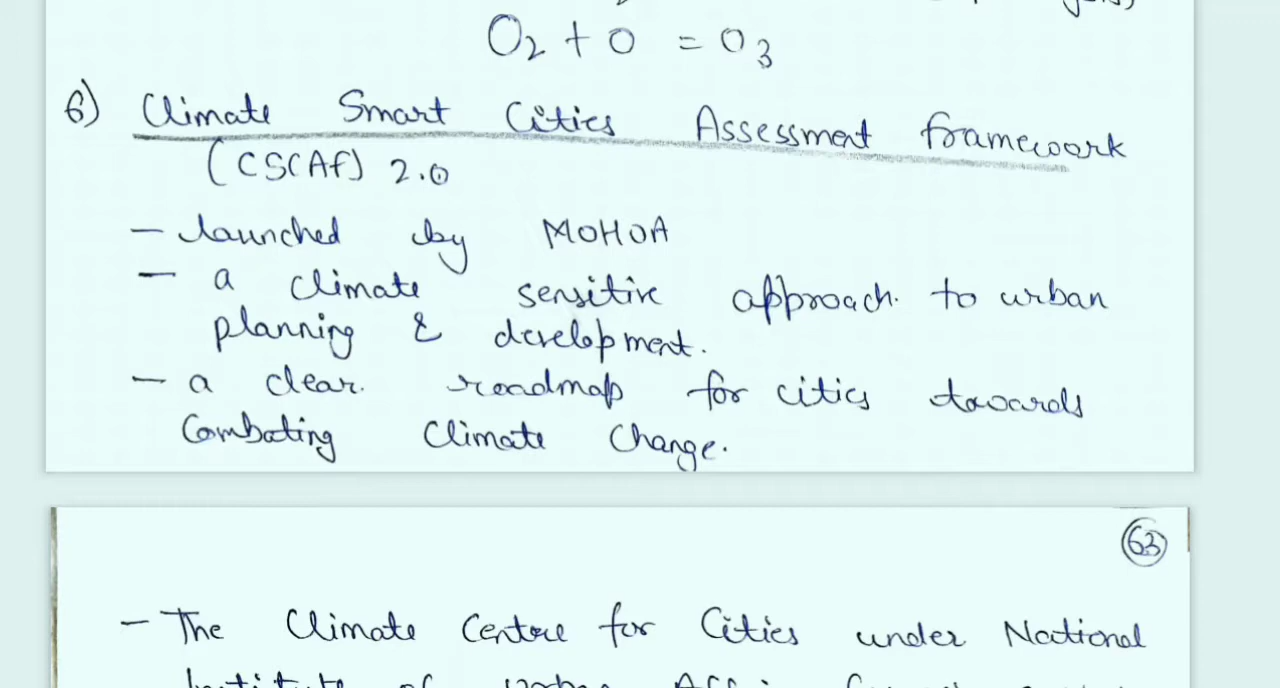 O2 + O = O3
6) Climate Smart Cities Assessment framework
(CSCAf) 2.0
- launched by MOHOA
- a climate sensitive approach to urban
planning & development.
- a clear roadmap for cities towards
Combating Climate Change.
63
- The Climate Centre for Cities under National